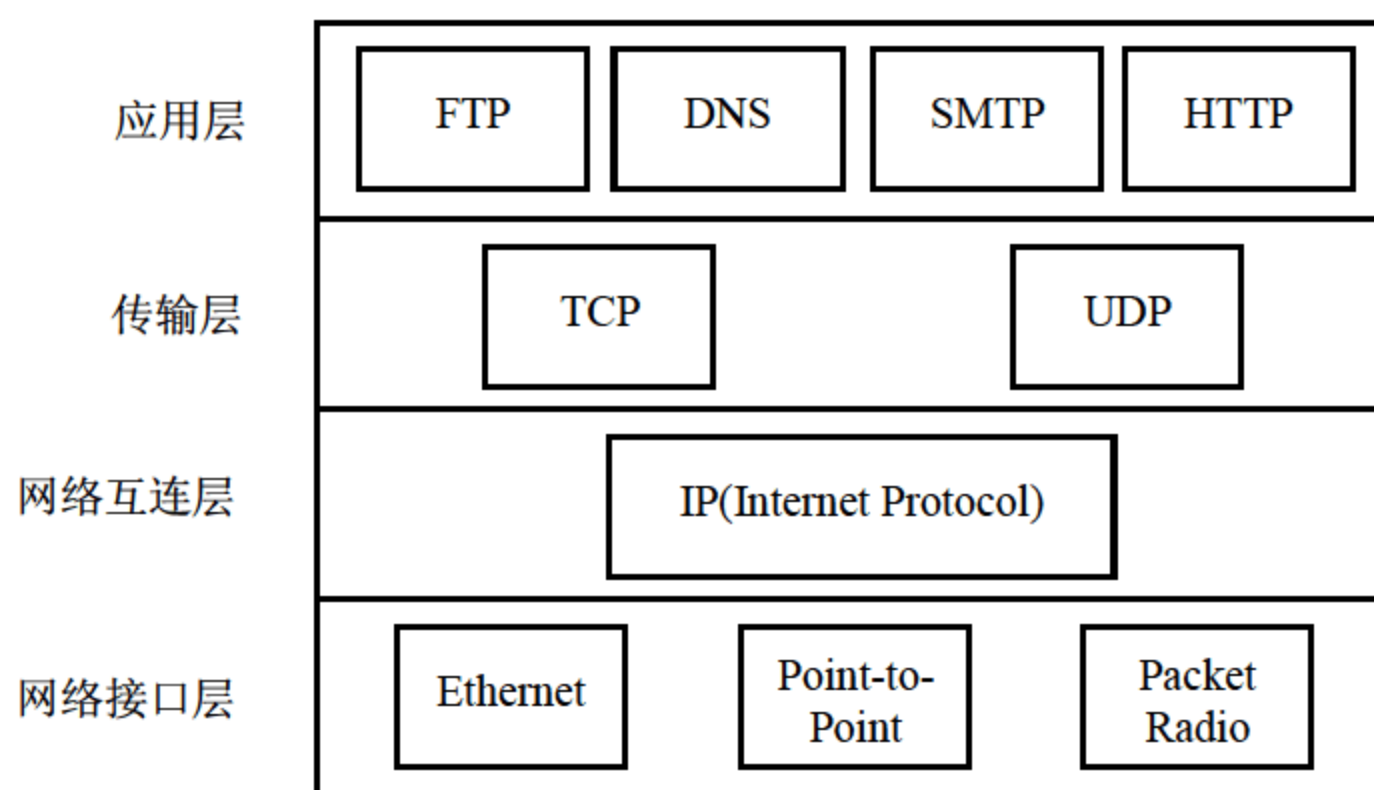 应用层 FTP DNS SMTP HTTP
传输层 TCP UDP
网络互连层 IP(Internet Protocol)
网络接口层 Ethernet Point-to-
Point Packet
Radio